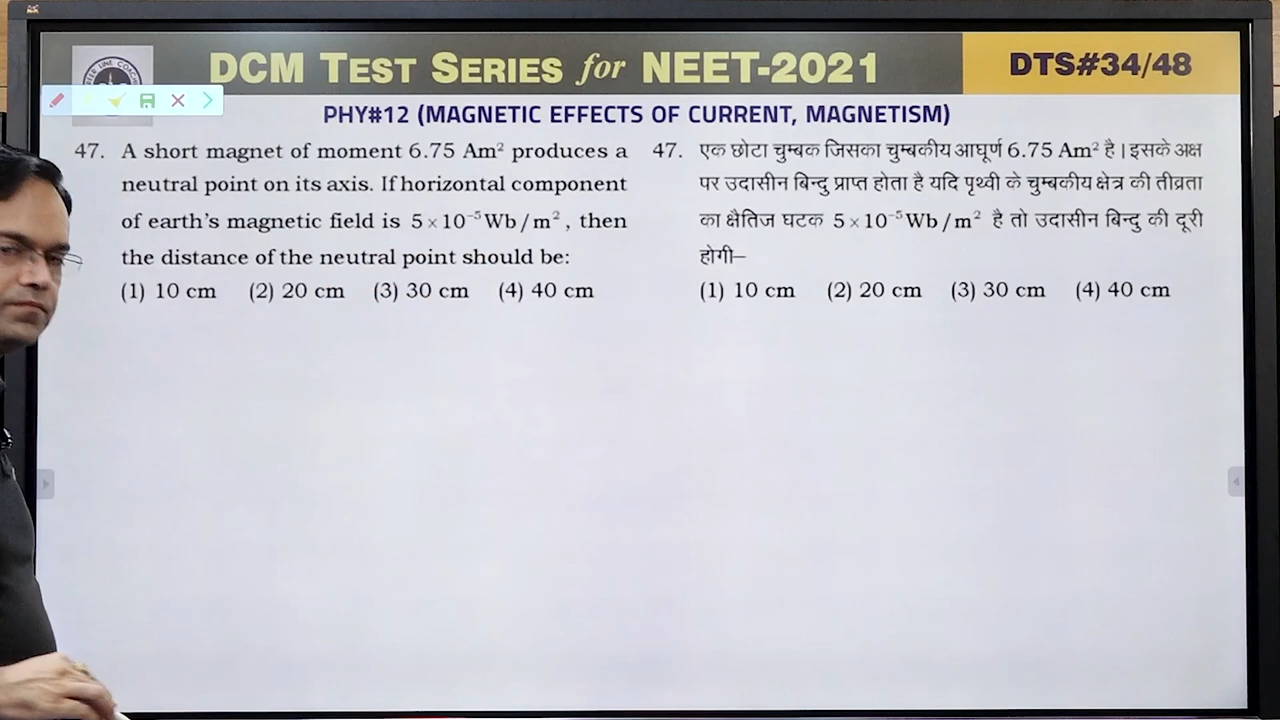 DCM TEST SERIES for NEET-2021
DTS#34/48
PHY#12 (MAGNETIC EFFECTS OF CURRENT, MAGNETISM)
47. A short magnet of moment 6.75 Am² produces a
neutral point on its axis. If horizontal component
of earth's magnetic field is 5×10⁻⁵ Wb/m², then
the distance of the neutral point should be:
(1) 10 cm (2) 20 cm (3) 30 cm (4) 40 cm
47. एक छोटा चुम्बक जिसका चुम्बकीय आघूर्ण 6.75 Am² है। इसके अक्ष
पर उदासीन बिन्दु प्राप्त होता है यदि पृथ्वी के चुम्बकीय क्षेत्र की तीव्रता
का क्षैतिज घटक 5×10⁻⁵ Wb/m² है तो उदासीन बिन्दु की दूरी
होगी–
(1) 10 cm (2) 20 cm (3) 30 cm (4) 40 cm